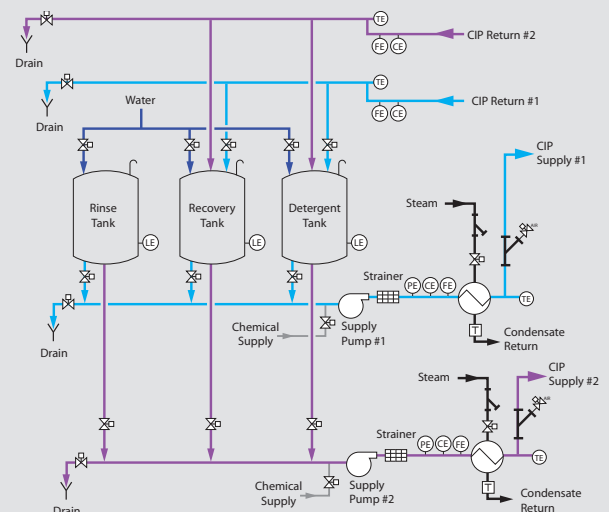 TE
CIP Return #2
FE CE
Drain
TE
CIP Return #1
FE CE
Drain
Water
CIP
Supply #1
Steam
Rinse
Tank
Recovery
Tank
Detergent
Tank
LE
LE
LE
Strainer
PE CE FE
TE
Chemical
Supply
Supply
Pump #1
T
Condensate
Return
Drain
CIP
Supply #2
Steam
Strainer
PE CE FE
TE
Chemical
Supply
Supply
Pump #2
T
Condensate
Return
Drain